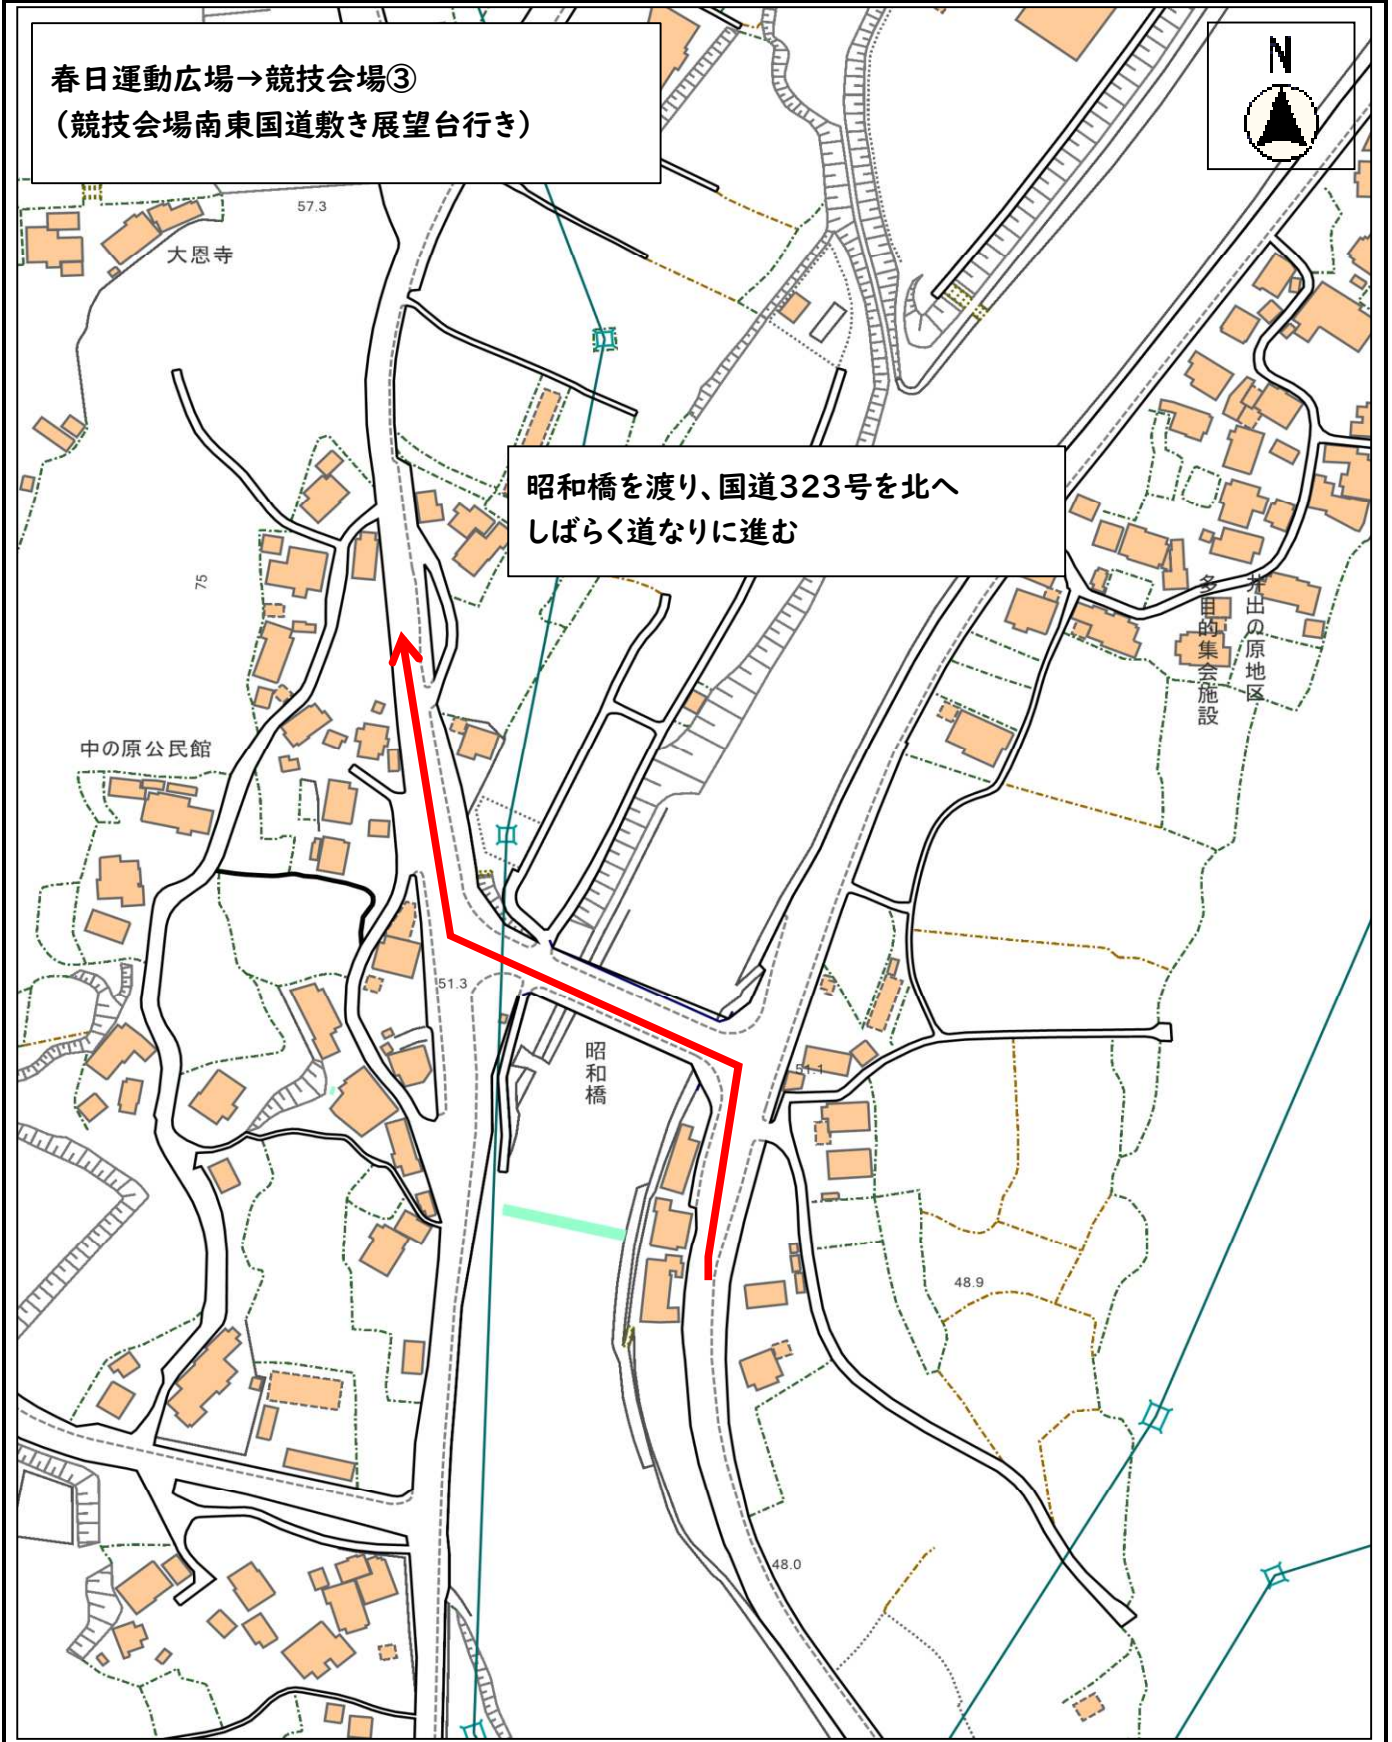 春日運動広場→競技会場③
（競技会場南東国道敷き展望台行き）
N
57.3
大恩寺
昭和橋を渡り、国道323号を北へ
しばらく道なりに進む
75
井出の原地区
多目的集会施設
中の原公民館
51.3
昭和橋
51.1
48.9
48.0